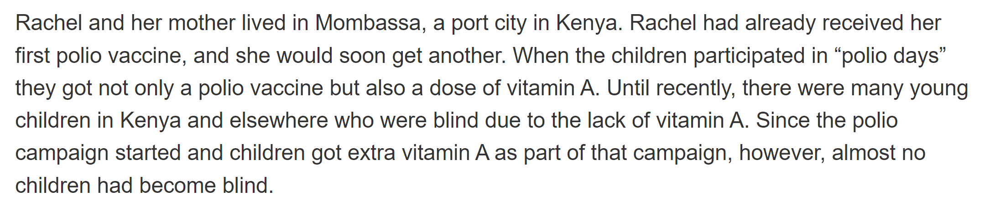 Rachel and her mother lived in Mombassa, a port city in Kenya. Rachel had already received her
first polio vaccine, and she would soon get another. When the children participated in “polio days”
they got not only a polio vaccine but also a dose of vitamin A. Until recently, there were many young
children in Kenya and elsewhere who were blind due to the lack of vitamin A. Since the polio
campaign started and children got extra vitamin A as part of that campaign, however, almost no
children had become blind.